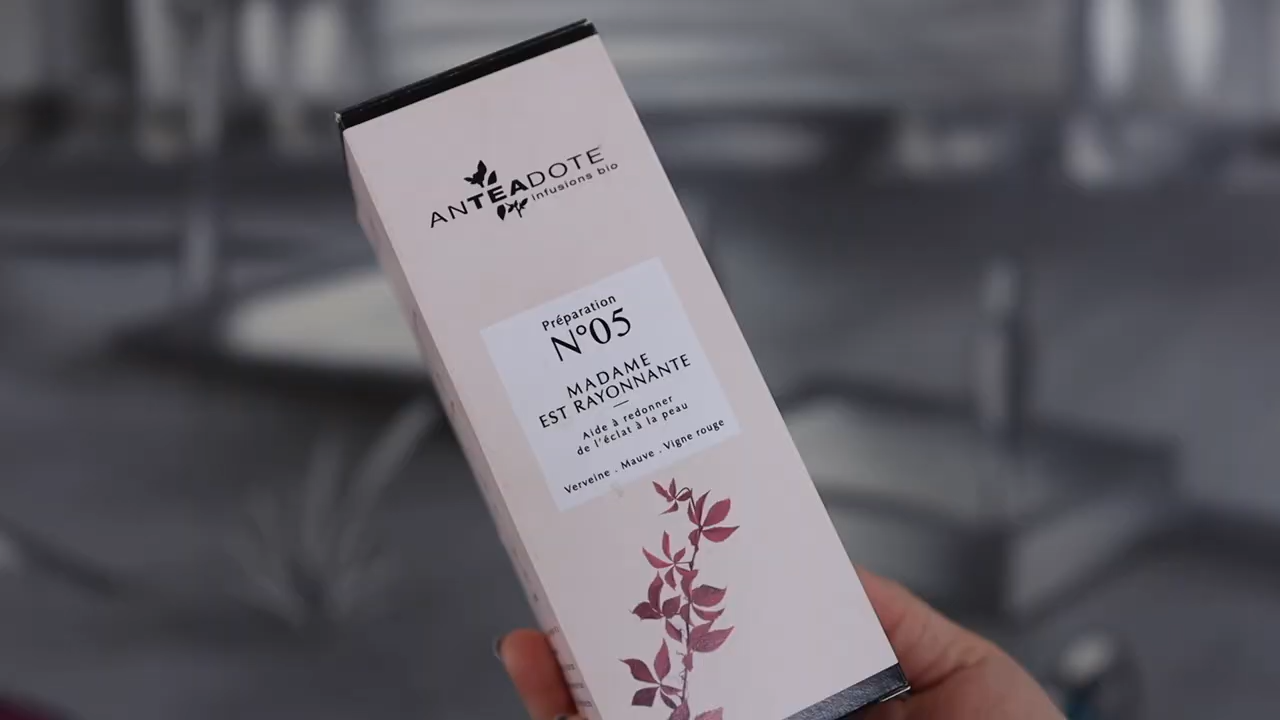 ANTEADOTE
infusions bio
Préparation
N°05
MADAME
EST RAYONNANTE
Aide à redonner
de l'éclat à la peau
Verveine . Mauve . Vigne rouge